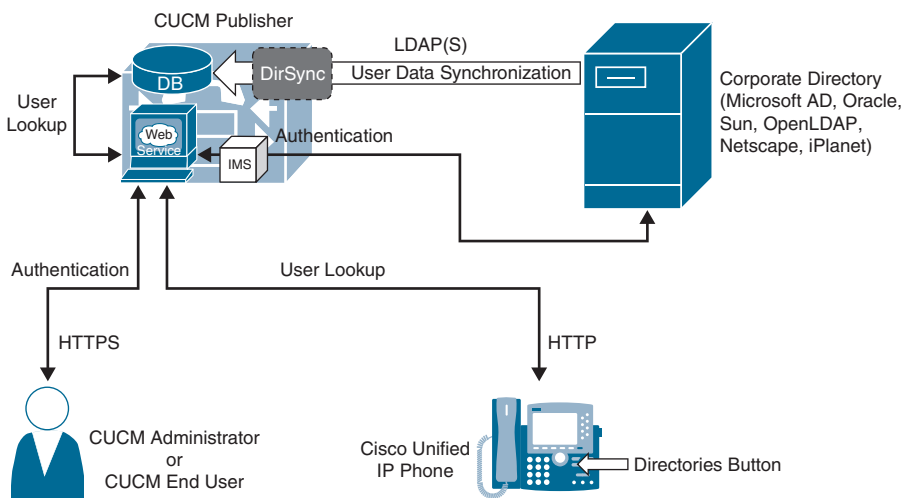 CUCM Publisher
LDAP(S)
DB
DirSync
User Data Synchronization
Corporate Directory
(Microsoft AD, Oracle,
Sun, OpenLDAP,
Netscape, iPlanet)
User
Lookup
Web
Service
Authentication
IMS
Authentication
User Lookup
HTTPS
HTTP
CUCM Administrator
or
CUCM End User
Cisco Unified
IP Phone
Directories Button